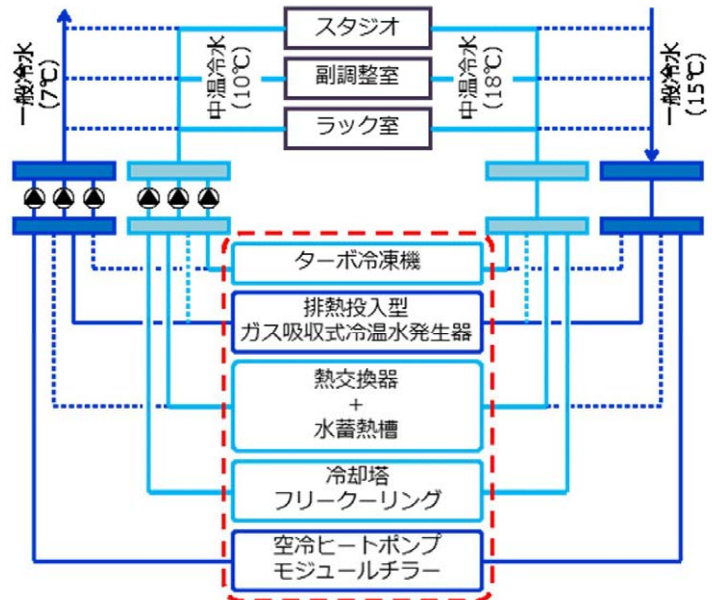 スタジオ
副調整室
ラック室
一般冷水
(7℃)
中温冷水
(10℃)
中温冷水
(18℃)
一般冷水
(15℃)
ターボ冷凍機
排熱投入型
ガス吸収式冷温水発生器
熱交換器
+
水蓄熱槽
冷却塔
フリークーリング
空冷ヒートポンプ
モジュールチラー